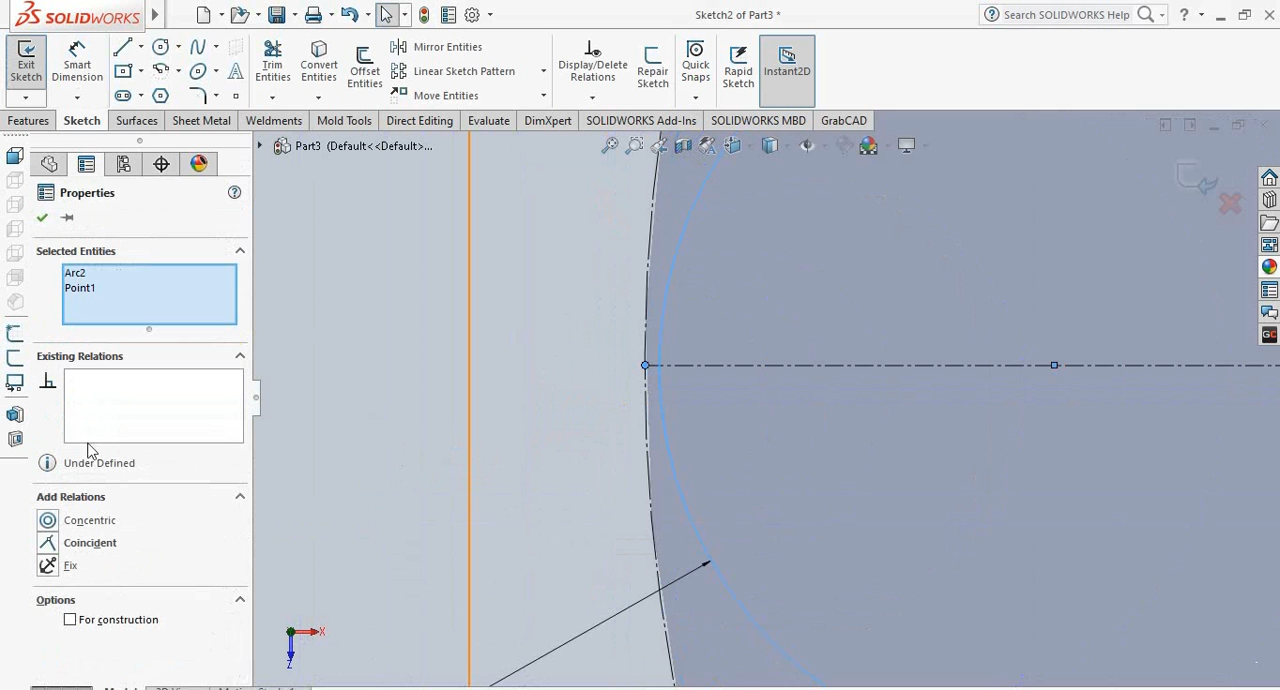 SOLIDWORKS
Sketch2 of Part3 *
Search SOLIDWORKS Help
?
Exit Sketch
Smart Dimension
Trim Entities
Convert Entities
Offset Entities
Mirror Entities
Linear Sketch Pattern
Move Entities
Display/Delete Relations
Repair Sketch
Quick Snaps
Rapid Sketch
Instant2D
Features
Sketch
Surfaces
Sheet Metal
Weldments
Mold Tools
Direct Editing
Evaluate
DimXpert
SOLIDWORKS Add-Ins
SOLIDWORKS MBD
GrabCAD
Part3 (Default<<Default>...
Properties
?
Selected Entities
Arc2
Point1
Existing Relations
Under Defined
Add Relations
Concentric
Coincident
Fix
Options
For construction
X
Z
GC